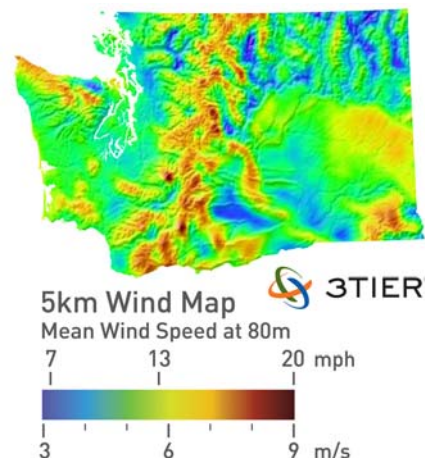 3TIER
5km Wind Map
Mean Wind Speed at 80m
7 13 20 mph
3 6 9 m/s